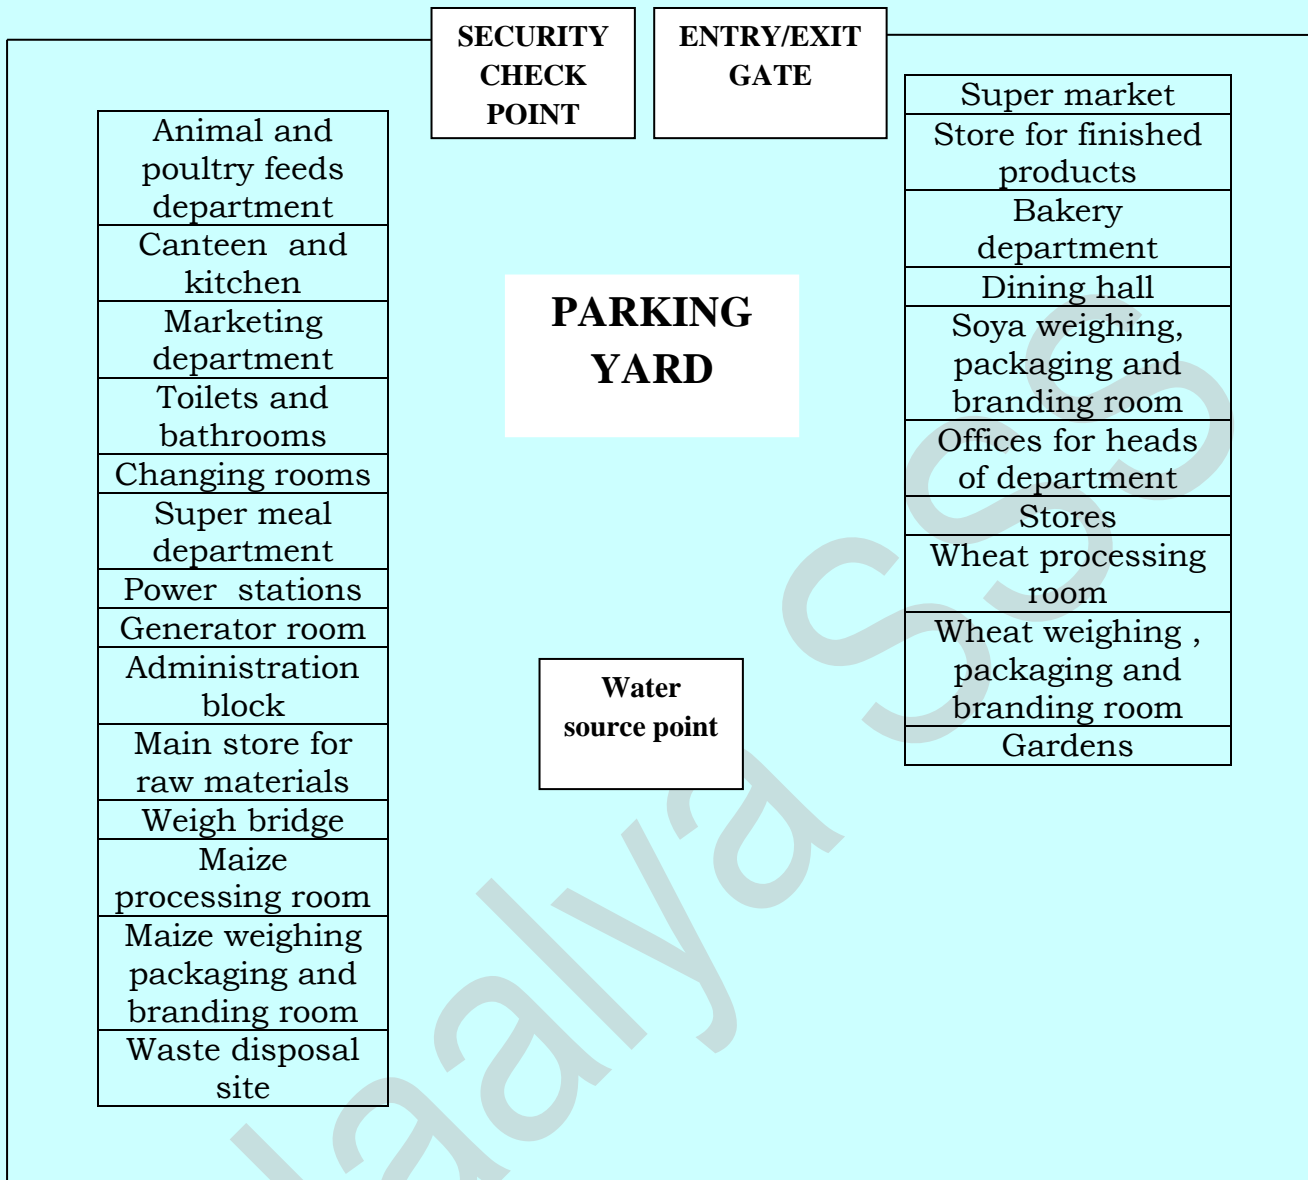 SECURITY
CHECK
POINT
ENTRY/EXIT
GATE
Animal and
poultry feeds
department
Canteen and
kitchen
Marketing
department
Toilets and
bathrooms
Changing rooms
Super meal
department
Power stations
Generator room
Administration
block
Main store for
raw materials
Weigh bridge
Maize
processing room
Maize weighing
packaging and
branding room
Waste disposal
site
PARKING
YARD
Water
source point
Super market
Store for finished
products
Bakery
department
Dining hall
Soya weighing,
packaging and
branding room
Offices for heads
of department
Stores
Wheat processing
room
Wheat weighing ,
packaging and
branding room
Gardens
SSS